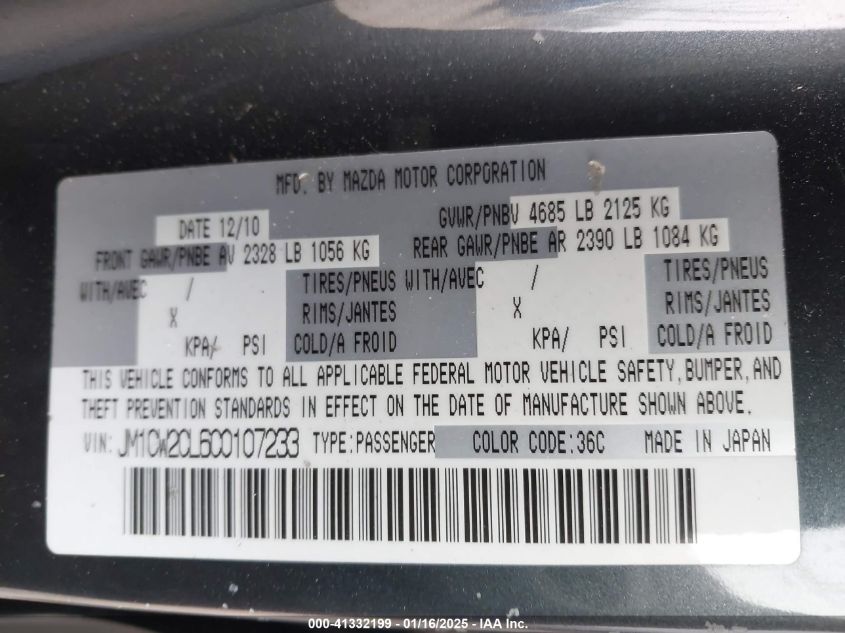 MFD. BY MAZDA MOTOR CORPORATION
DATE 12/10 GVWR/PNBV 4685 LB 2125 KG
FRONT GAWR/PNBE AV 2328 LB 1056 KG REAR GAWR/PNBE AR 2390 LB 1084 KG
WITH/AVEC / TIRES/PNEUS WITH/AVEC / TIRES/PNEUS
X RIMS/JANTES X RIMS/JANTES
KPA/ PSI COLD/A FROID KPA/ PSI COLD/A FROID
THIS VEHICLE CONFORMS TO ALL APPLICABLE FEDERAL MOTOR VEHICLE SAFETY, BUMPER, AND
THEFT PREVENTION STANDARDS IN EFFECT ON THE DATE OF MANUFACTURE SHOWN ABOVE.
VIN: JM1CW2CL6C0107233 TYPE:PASSENGER COLOR CODE:36C MADE IN JAPAN
000-41332199 - 01/16/2025 - IAA Inc.